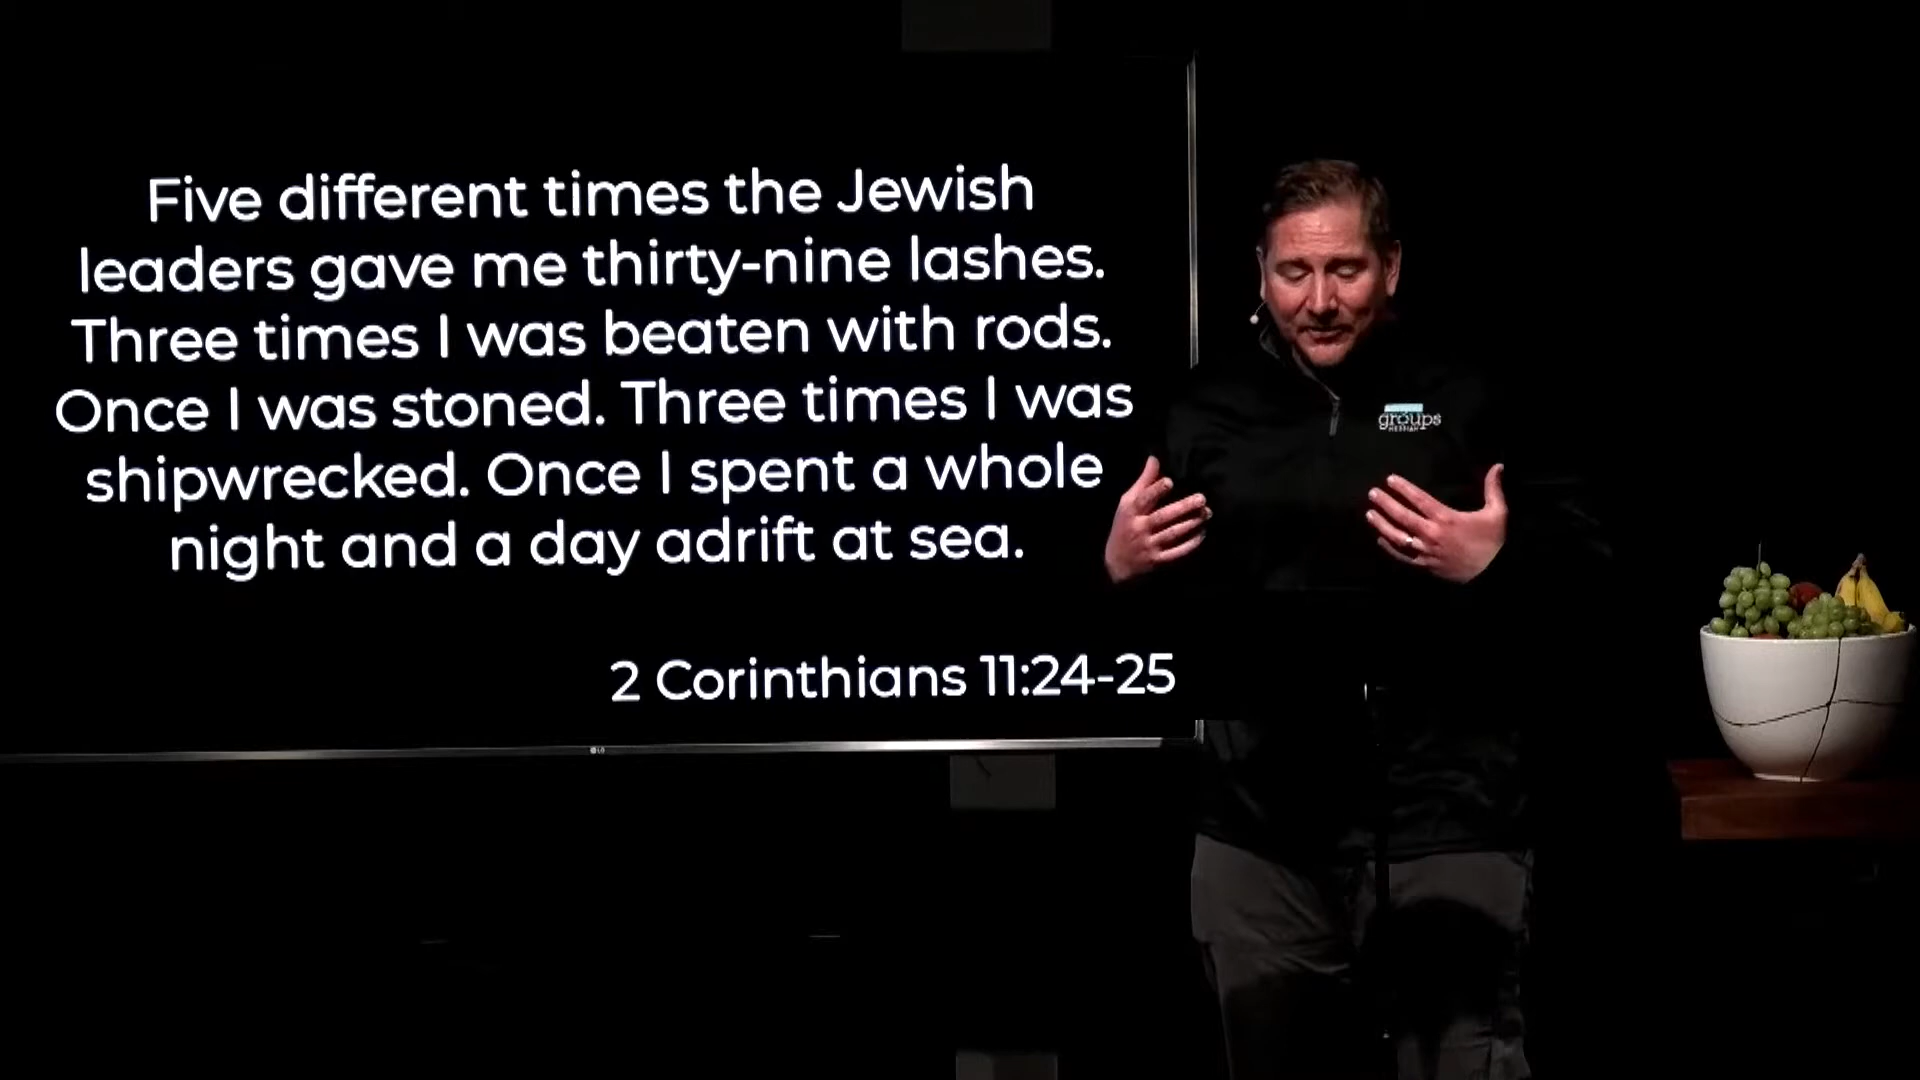 Five different times the Jewish
leaders gave me thirty-nine lashes.
Three times I was beaten with rods.
Once I was stoned. Three times I was
shipwrecked. Once I spent a whole
night and a day adrift at sea.
2 Corinthians 11:24-25
LG
groups
MESSIAH